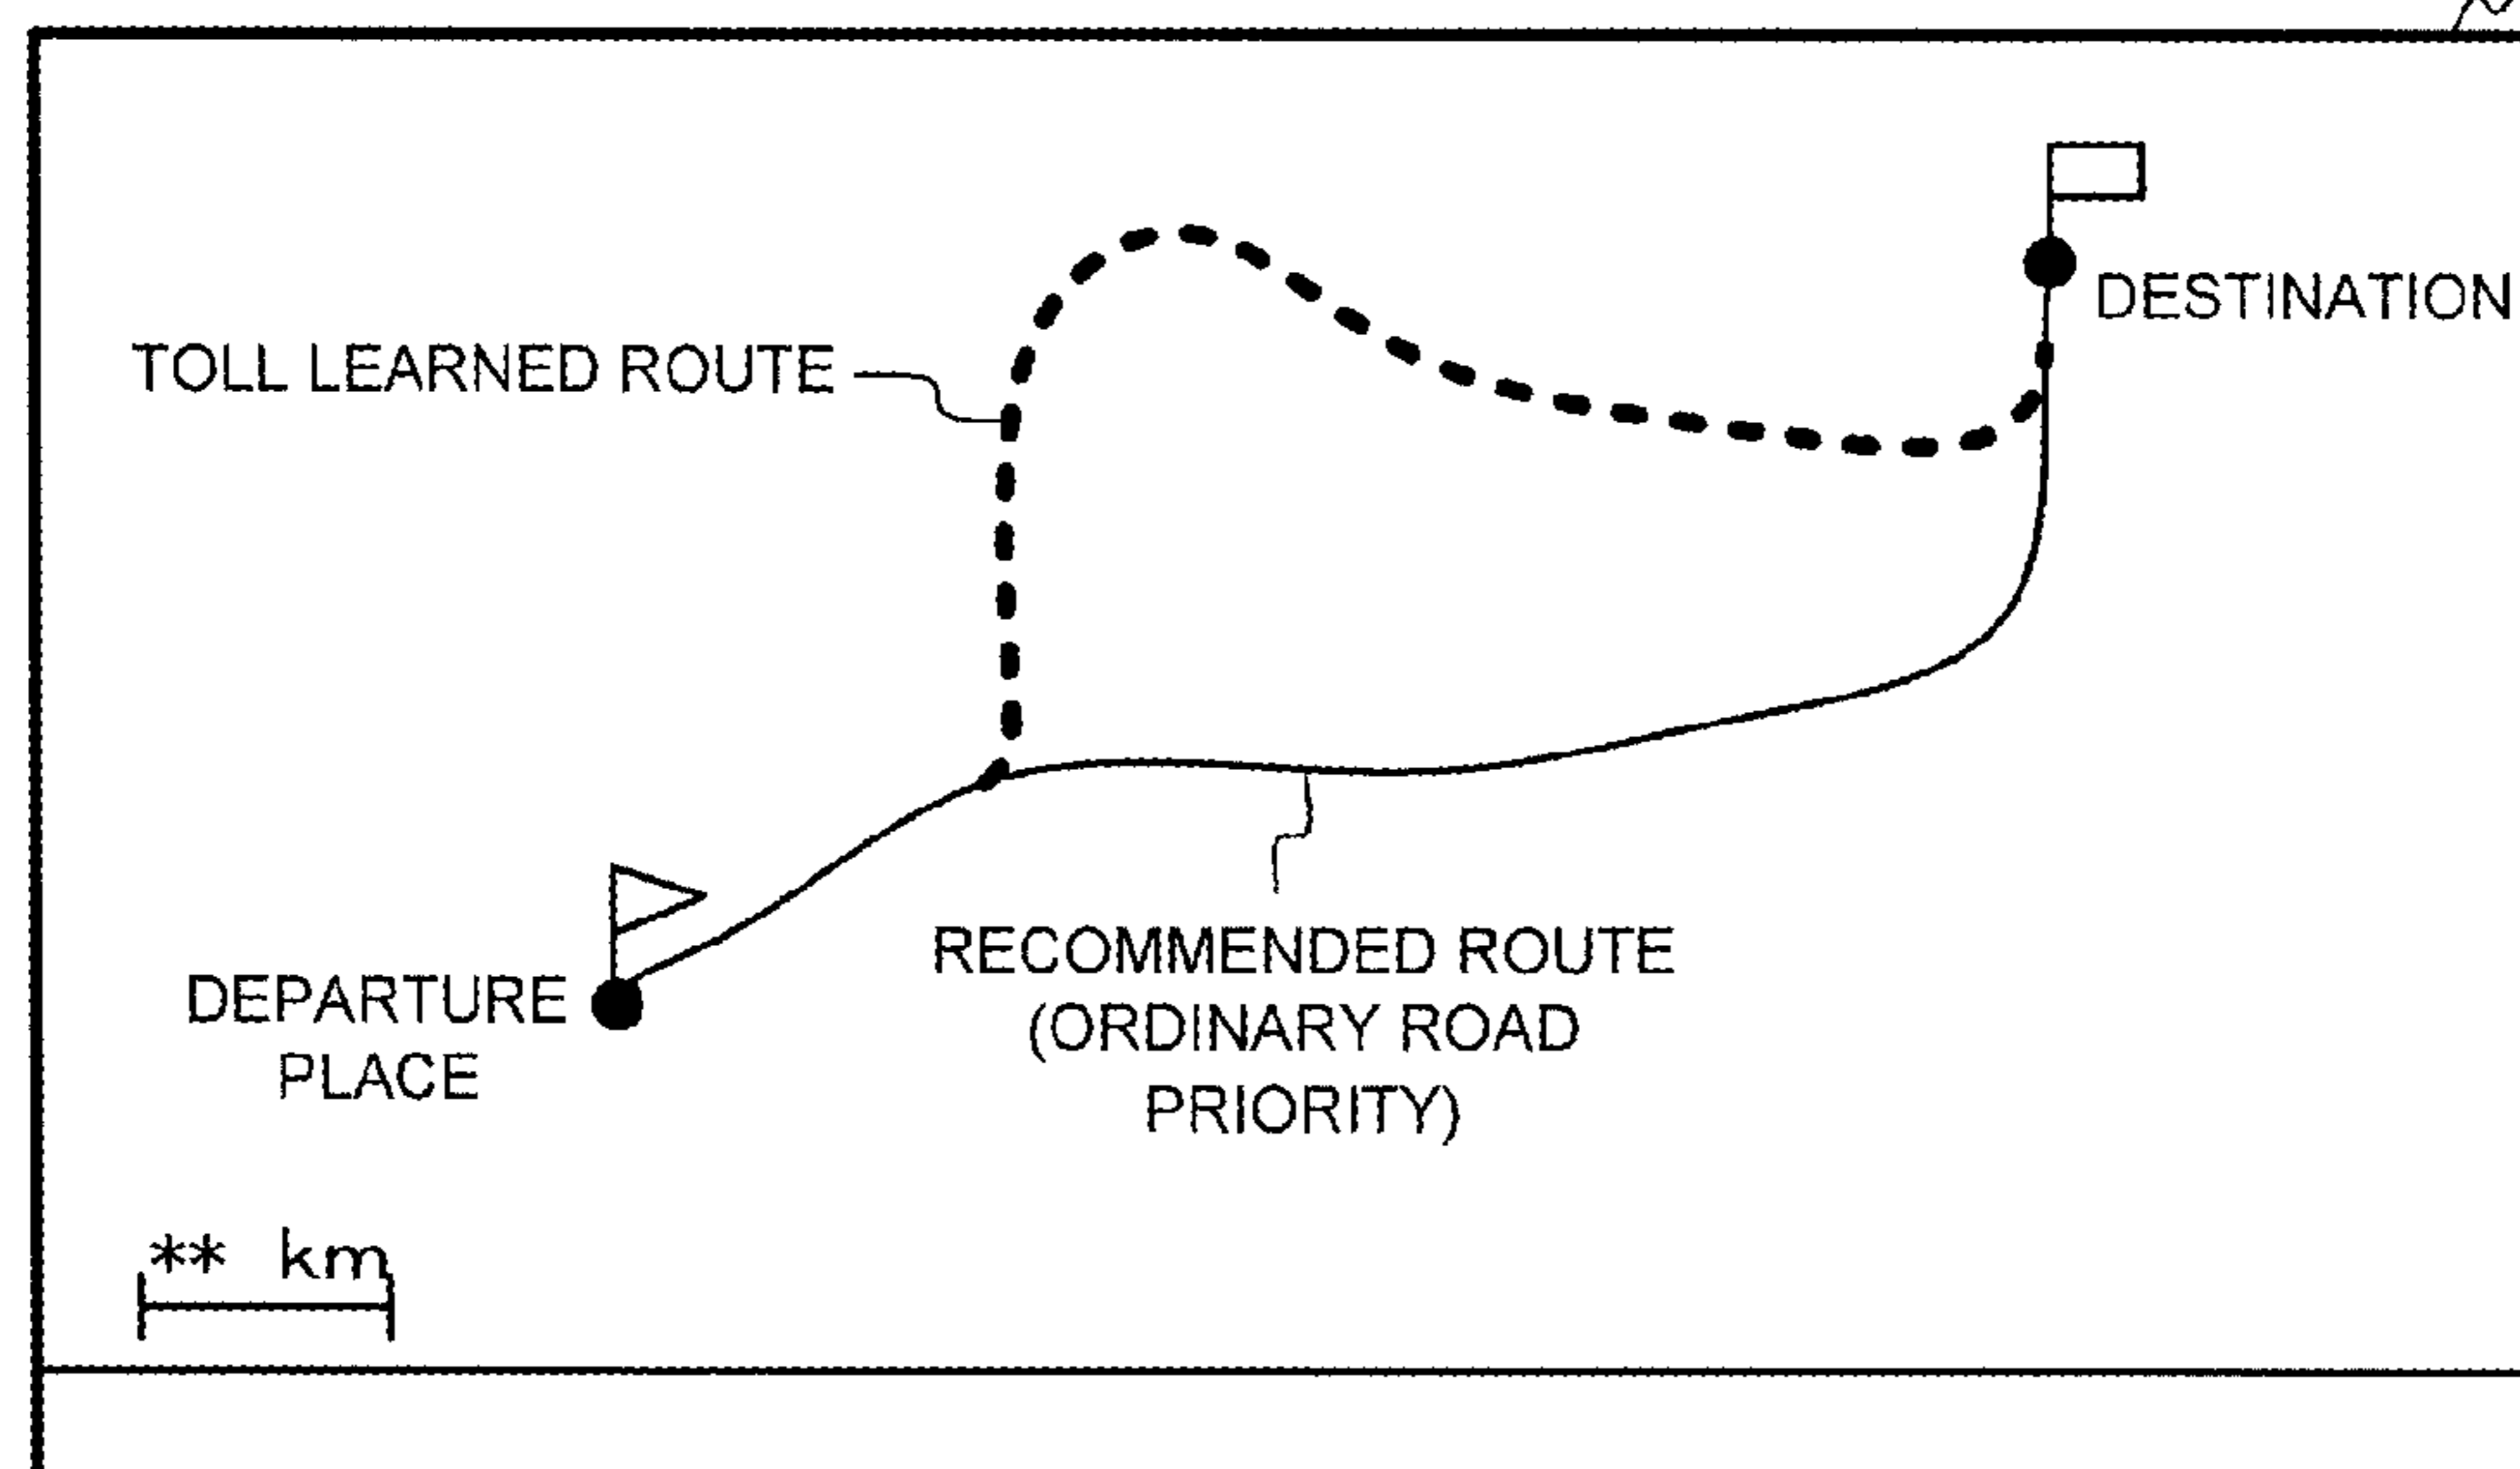 DESTINATION
TOLL LEARNED ROUTE
RECOMMENDED ROUTE
(ORDINARY ROAD
PRIORITY)
DEPARTURE
PLACE
** km